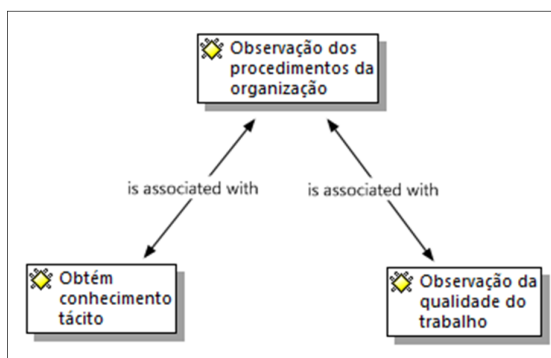 Observação dos
procedimentos da
organização
is associated with
is associated with
Obtém
conhecimento
tácito
Observação da
qualidade do
trabalho